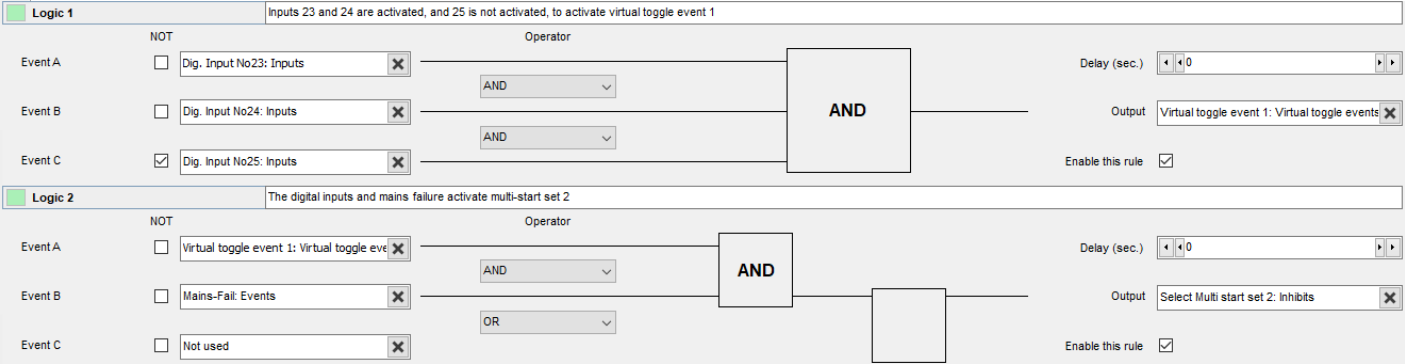 Logic 1 Inputs 23 and 24 are activated, and 25 is not activated, to activate virtual toggle event 1
NOT Operator
Event A Dig. Input No23: Inputs Delay (sec.) 0
AND
Event B Dig. Input No24: Inputs AND Output Virtual toggle event 1: Virtual toggle events
AND
Event C Dig. Input No25: Inputs Enable this rule
Logic 2 The digital inputs and mains failure activate multi-start set 2
NOT Operator
Event A Virtual toggle event 1: Virtual toggle eve Delay (sec.) 0
AND AND
Event B Mains-Fail: Events Output Select Multi start set 2: Inhibits
OR
Event C Not used Enable this rule